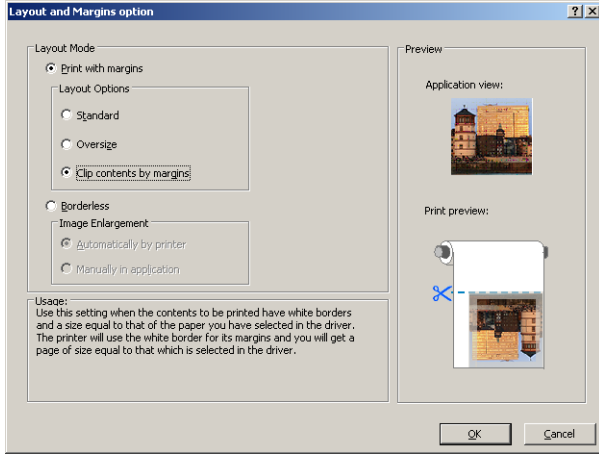 Layout and Margins option
Layout Mode
Print with margins
Layout Options
Standard
Oversize
Clip contents by margins
Borderless
Image Enlargement
Automatically by printer
Manually in application
Usage:
Use this setting when the contents to be printed have white borders
and a size equal to that of the paper you have selected in the driver.
The printer will use the white border for its margins and you will get a
page of size equal to that which is selected in the driver.
Preview
Application view:
Print preview:
OK
Cancel